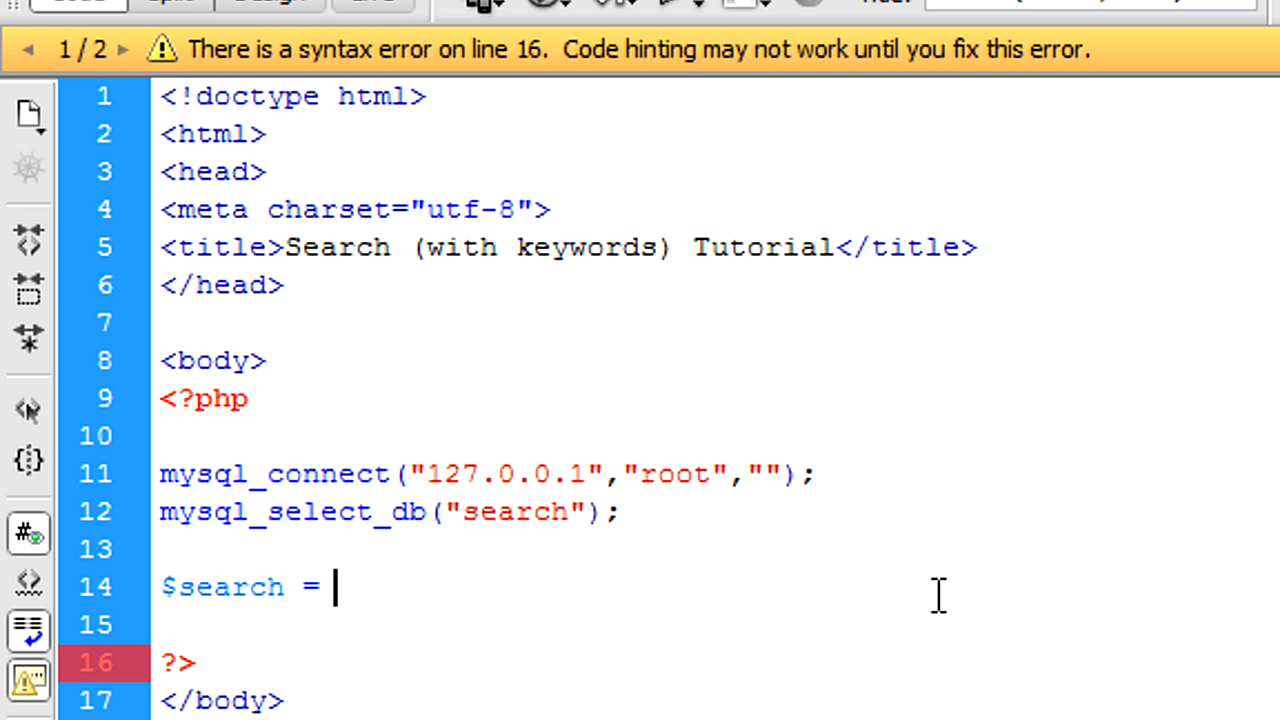 1 / 2 There is a syntax error on line 16. Code hinting may not work until you fix this error.
1 <!doctype html>
2 <html>
3 <head>
4 <meta charset="utf-8">
5 <title>Search (with keywords) Tutorial</title>
6 </head>
7
8 <body>
9 <?php
10
11 mysql_connect("127.0.0.1","root","");
12 mysql_select_db("search");
13
14 $search =
15
16 ?>
17 </body>